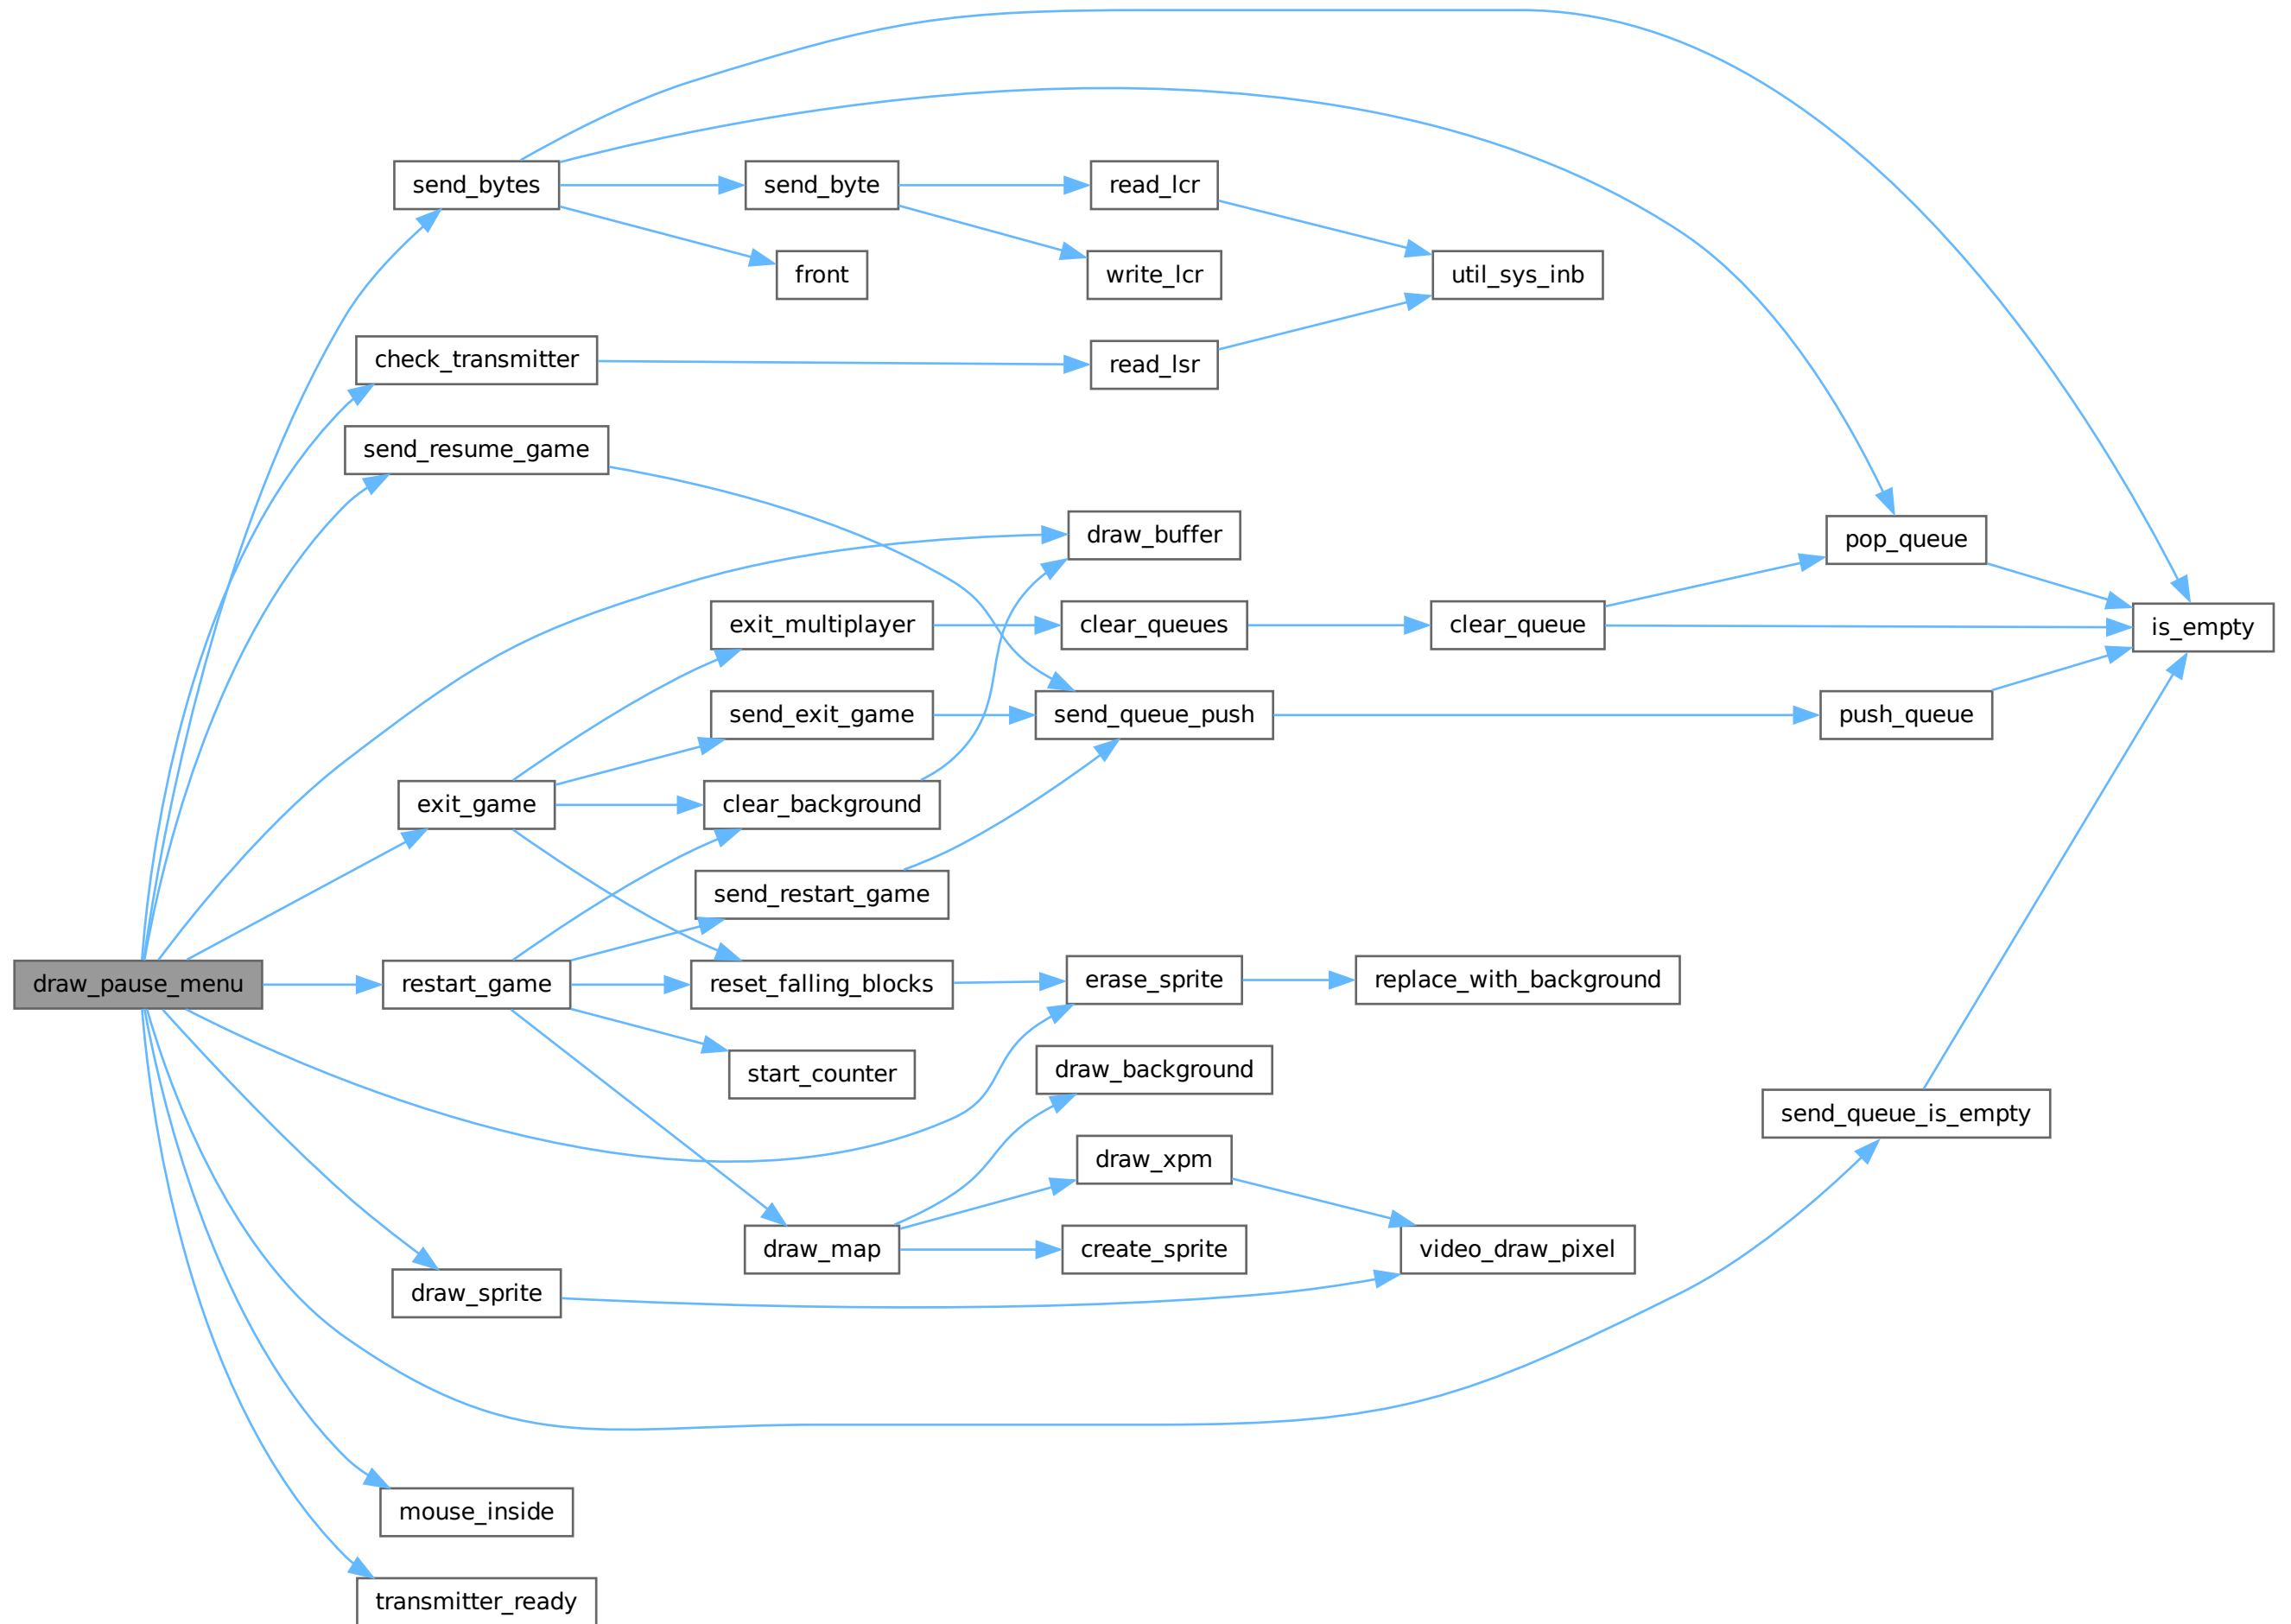 send_bytes
send_byte
read_lcr
front
write_lcr
util_sys_inb
check_transmitter
read_lsr
send_resume_game
draw_buffer
pop_queue
exit_multiplayer
clear_queues
clear_queue
is_empty
send_exit_game
send_queue_push
push_queue
exit_game
clear_background
send_restart_game
draw_pause_menu
restart_game
reset_falling_blocks
erase_sprite
replace_with_background
start_counter
draw_background
send_queue_is_empty
draw_xpm
draw_map
create_sprite
video_draw_pixel
draw_sprite
mouse_inside
transmitter_ready